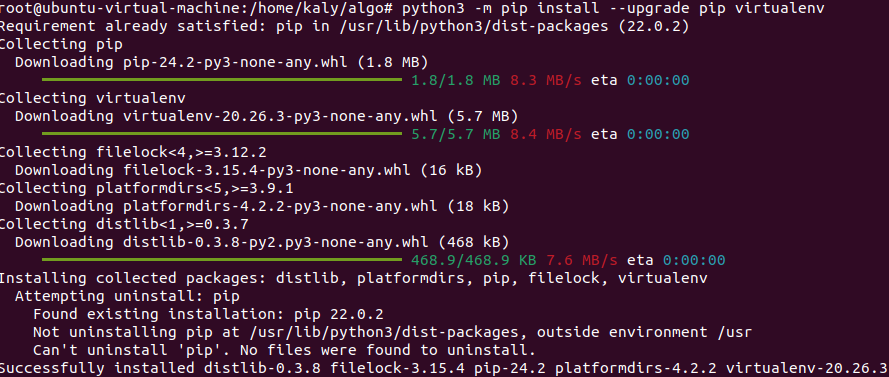 root@ubuntu-virtual-machine:/home/kaly/algo# python3 -m pip install --upgrade pip virtualenv
Requirement already satisfied: pip in /usr/lib/python3/dist-packages (22.0.2)
Collecting pip
  Downloading pip-24.2-py3-none-any.whl (1.8 MB)
1.8/1.8 MB 8.3 MB/s eta 0:00:00
Collecting virtualenv
  Downloading virtualenv-20.26.3-py3-none-any.whl (5.7 MB)
5.7/5.7 MB 8.4 MB/s eta 0:00:00
Collecting filelock<4,>=3.12.2
  Downloading filelock-3.15.4-py3-none-any.whl (16 kB)
Collecting platformdirs<5,>=3.9.1
  Downloading platformdirs-4.2.2-py3-none-any.whl (18 kB)
Collecting distlib<1,>=0.3.7
  Downloading distlib-0.3.8-py2.py3-none-any.whl (468 kB)
468.9/468.9 KB 7.6 MB/s eta 0:00:00
Installing collected packages: distlib, platformdirs, pip, filelock, virtualenv
  Attempting uninstall: pip
    Found existing installation: pip 22.0.2
    Not uninstalling pip at /usr/lib/python3/dist-packages, outside environment /usr
    Can't uninstall 'pip'. No files were found to uninstall.
Successfully installed distlib-0.3.8 filelock-3.15.4 pip-24.2 platformdirs-4.2.2 virtualenv-20.26.3